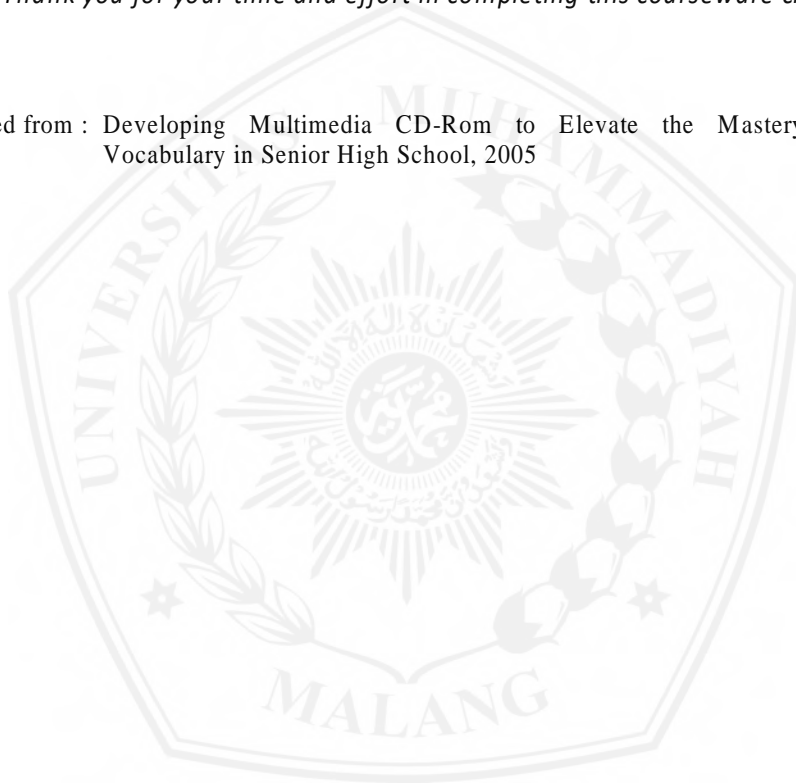 Thank you for your time and effort in completing this courseware
ed from : Developing Multimedia CD-Rom to Elevate the Mastery
Vocabulary in Senior High School, 2005
UNIVERSITAS MUHAMMADIYAH
MALANG